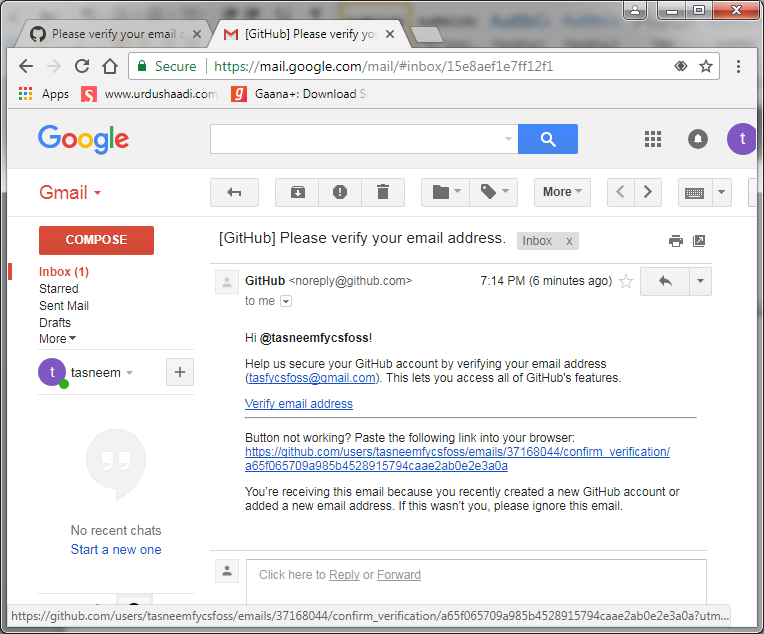 Please verify your email a
[GitHub] Please verify you
Secure
https://mail.google.com/mail/#inbox/15e8aef1e7ff12f1
Apps
www.urdushaadi.com
Gaana+: Download S
Google
t
Gmail
More
COMPOSE
[GitHub] Please verify your email address.
Inbox x
Inbox (1)
Starred
Sent Mail
Drafts
More
GitHub <noreply@github.com>
7:14 PM (6 minutes ago)
to me
t
tasneem
+
Hi @tasneemfycsfoss!
Help us secure your GitHub account by verifying your email address
(tasfycsfoss@gmail.com). This lets you access all of GitHub's features.
Verify email address
Button not working? Paste the following link into your browser:
https://github.com/users/tasneemfycsfoss/emails/37168044/confirm_verification/
a65f065709a985b4528915794caae2ab0e2e3a0a
You're receiving this email because you recently created a new GitHub account or
added a new email address. If this wasn't you, please ignore this email.
No recent chats
Start a new one
Click here to Reply or Forward
https://github.com/users/tasneemfycsfoss/emails/37168044/confirm_verification/a65f065709a985b4528915794caae2ab0e2e3a0a?utm...